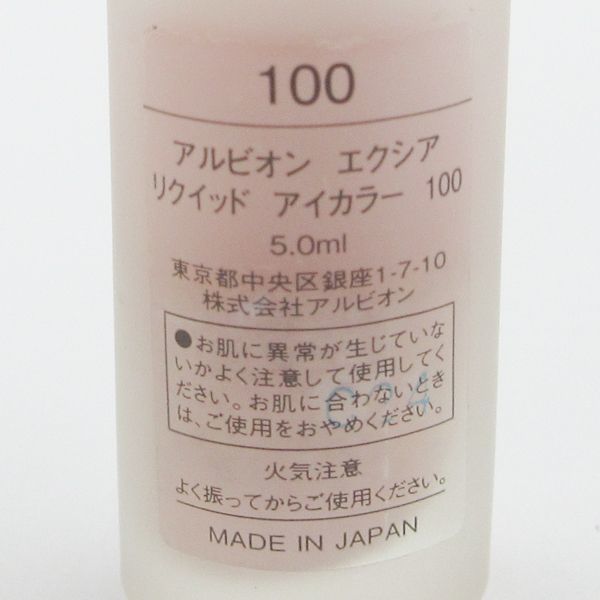 100
アルビオン エクシア
リクイッド アイカラー 100
5.0ml
東京都中央区銀座1-7-10
株式会社アルビオン
●お肌に異常が生じていな
いかよく注意して使用してく
ださい。お肌に合わないとき
は、ご使用をおやめください。
火気注意
よく振ってからご使用ください。
MADE IN JAPAN